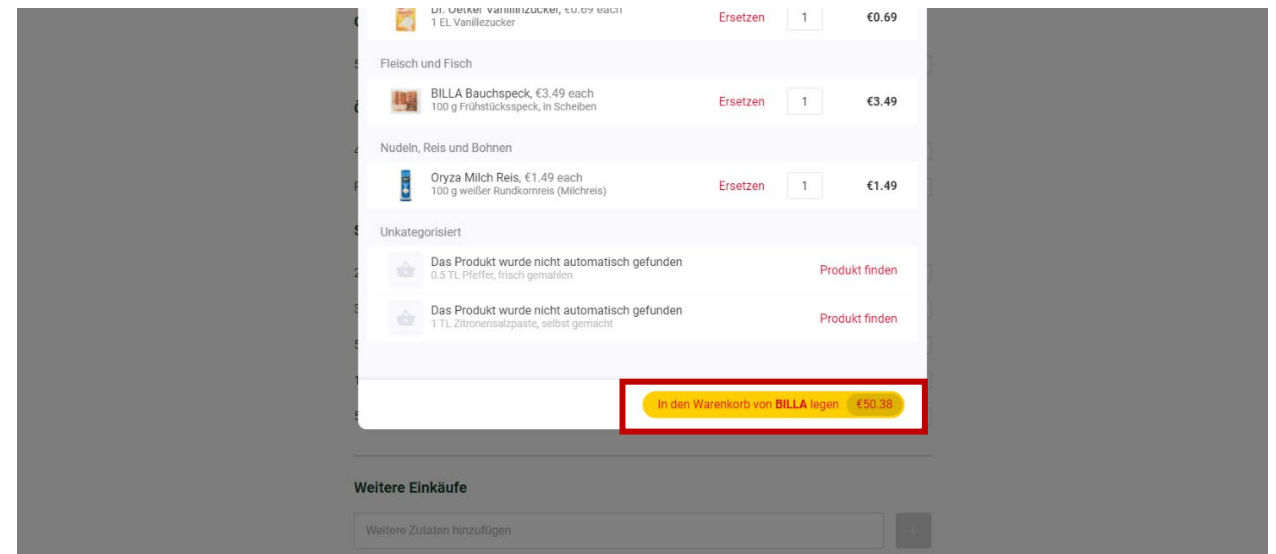 Dr. Oetker Vanillinzucker, €0.69 each
1 EL Vanillezucker
Ersetzen 1 €0.69
Fleisch und Fisch
BILLA Bauchspeck, €3.49 each
100 g Frühstücksspeck, in Scheiben
Ersetzen 1 €3.49
Nudeln, Reis und Bohnen
Oryza Milch Reis, €1.49 each
100 g weißer Rundkornreis (Milchreis)
Ersetzen 1 €1.49
Unkategorisiert
Das Produkt wurde nicht automatisch gefunden
0.5 TL Pfeffer, frisch gemahlen
Produkt finden
Das Produkt wurde nicht automatisch gefunden
1 TL Zitronensalzpaste, selbst gemacht
Produkt finden
In den Warenkorb von BILLA legen €50.38
Weitere Einkäufe
Weitere Zutaten hinzufügen
+